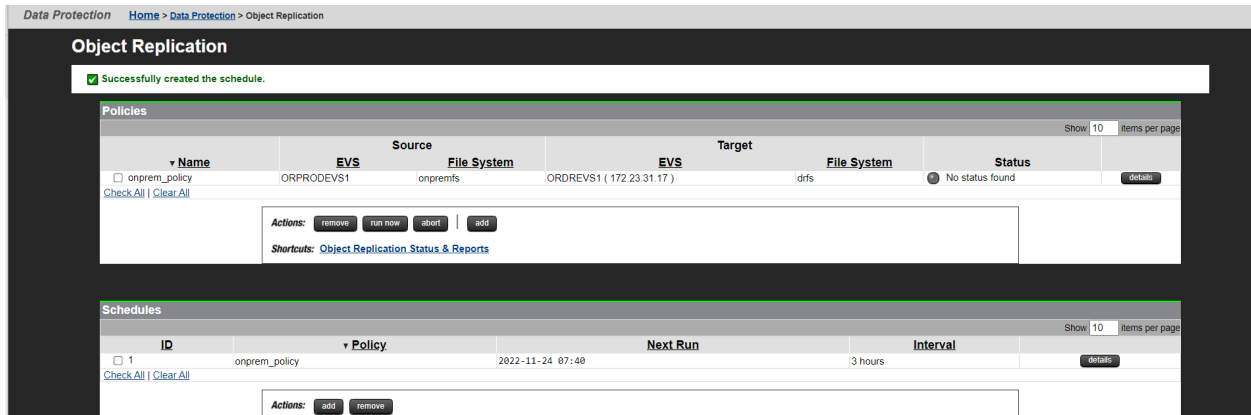 Data Protection Home > Data Protection > Object Replication
Object Replication
Successfully created the schedule.
Policies
Show 10 items per page
Source Target
▼ Name EVS File System EVS File System Status
onprem_policy ORPRODEVS1 onpremfs ORDREVS1 ( 172.23.31.17 ) drfs No status found details
Check All | Clear All
Actions: remove run now abort | add
Shortcuts: Object Replication Status & Reports
Schedules
Show 10 items per page
ID ▼ Policy Next Run Interval
1 onprem_policy 2022-11-24 07:40 3 hours details
Check All | Clear All
Actions: add remove